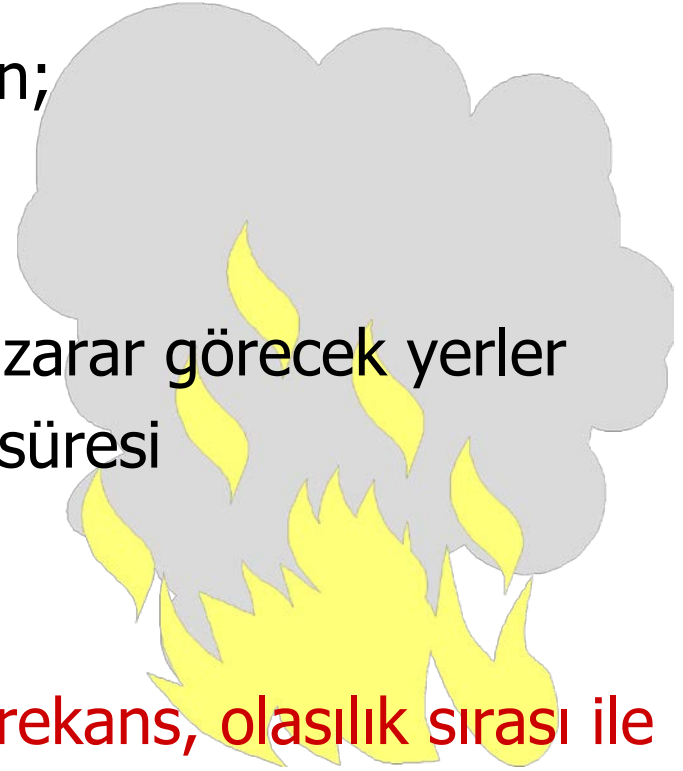 n;
zarar görecek yerler
süresi
rekans, olasılık sırası ile